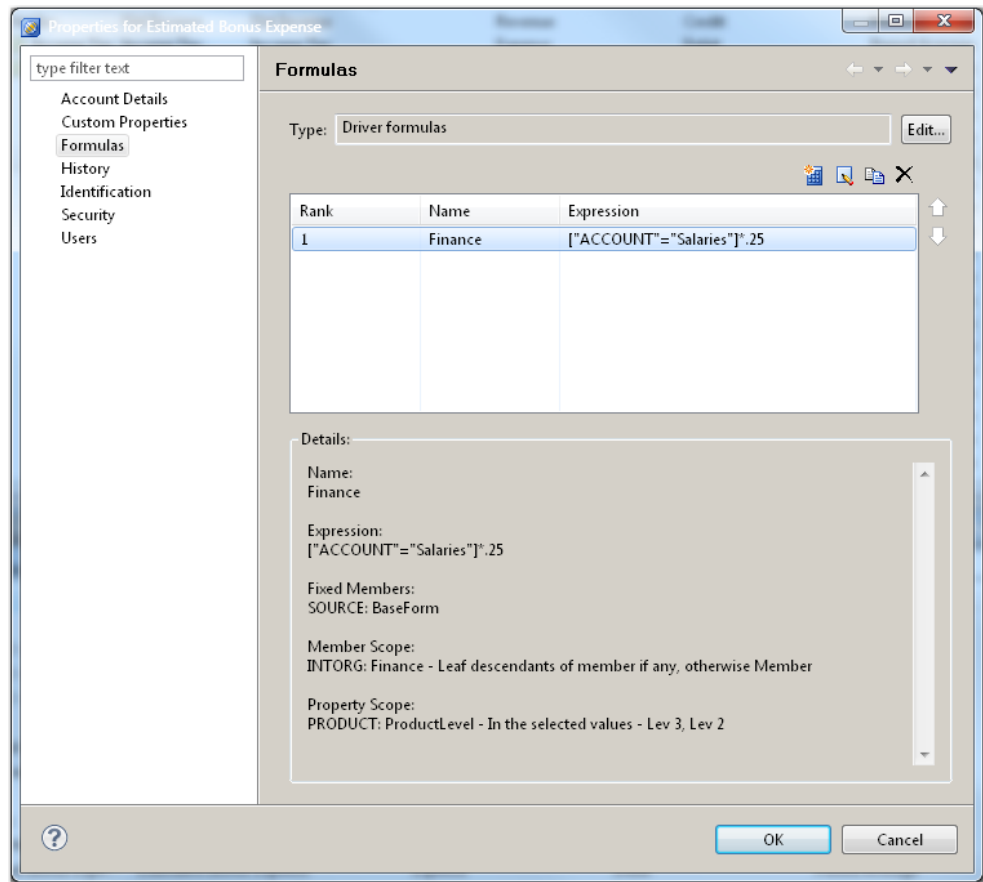 Properties for Estimated Bonus Expense
type filter text
Account Details
Custom Properties
Formulas
History
Identification
Security
Users
Formulas
Type: Driver formulas
Edit...
Rank Name Expression
1 Finance ["ACCOUNT"="Salaries"]*.25
Details:
Name:
Finance
Expression:
["ACCOUNT"="Salaries"]*.25
Fixed Members:
SOURCE: BaseForm
Member Scope:
INTORG: Finance - Leaf descendants of member if any, otherwise Member
Property Scope:
PRODUCT: ProductLevel - In the selected values - Lev 3, Lev 2
?
OK Cancel